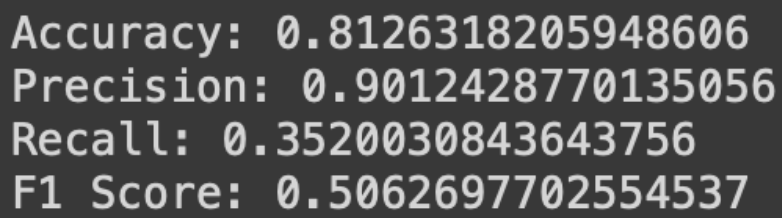 Accuracy: 0.8126318205948606
Precision: 0.9012428770135056
Recall: 0.3520030843643756
F1 Score: 0.5062697702554537